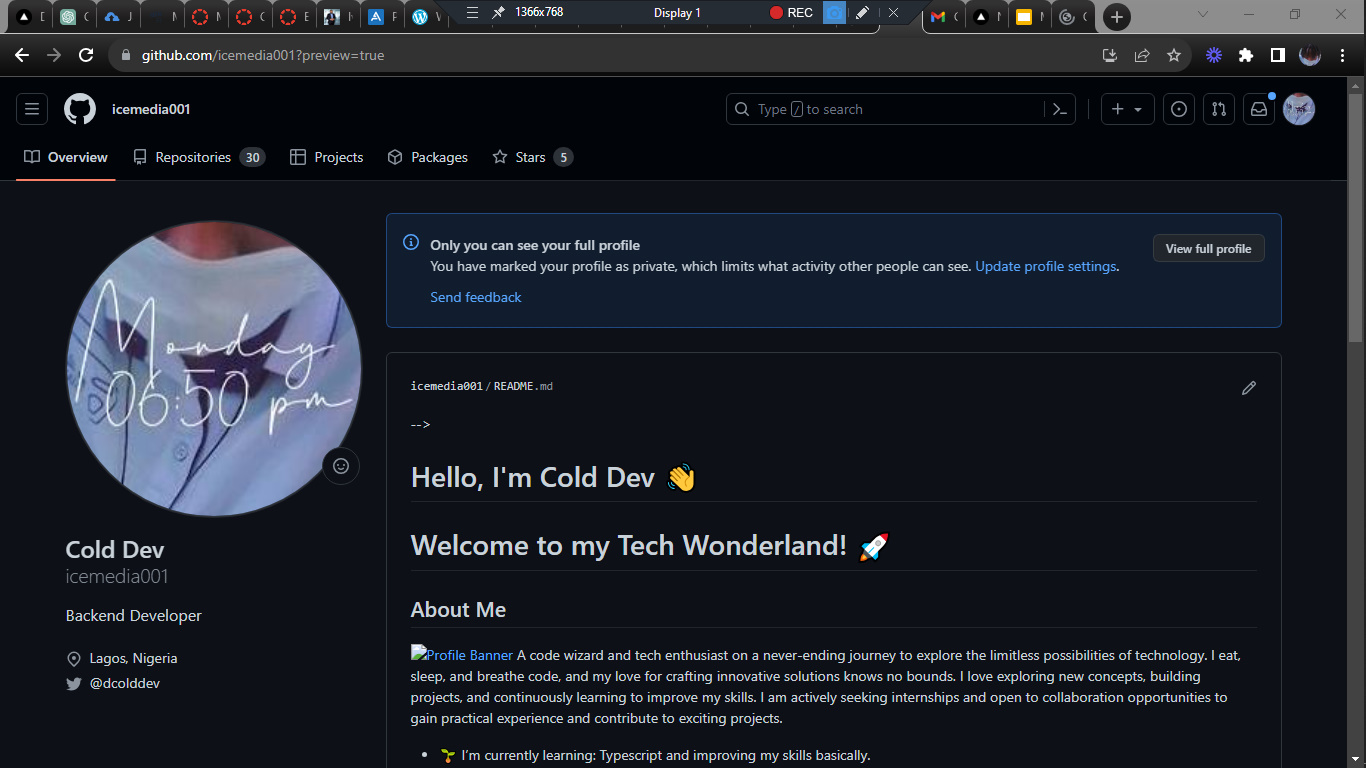 1366x768
Display 1
REC
github.com/icemedia001?preview=true
icemedia001
Type / to search
Overview
Repositories 30
Projects
Packages
Stars 5
Only you can see your full profile
You have marked your profile as private, which limits what activity other people can see. Update profile settings.
Send feedback
View full profile
Monday
06:50 pm
Cold Dev
icemedia001
Backend Developer
Lagos, Nigeria
@dcolddev
icemedia001/README.md
-->
Hello, I'm Cold Dev 👋
Welcome to my Tech Wonderland! 🚀
About Me
Profile Banner A code wizard and tech enthusiast on a never-ending journey to explore the limitless possibilities of technology. I eat,
sleep, and breathe code, and my love for crafting innovative solutions knows no bounds. I love exploring new concepts, building
projects, and continuously learning to improve my skills. I am actively seeking internships and open to collaboration opportunities to
gain practical experience and contribute to exciting projects.
• 🌱 I'm currently learning: Typescript and improving my skills basically.